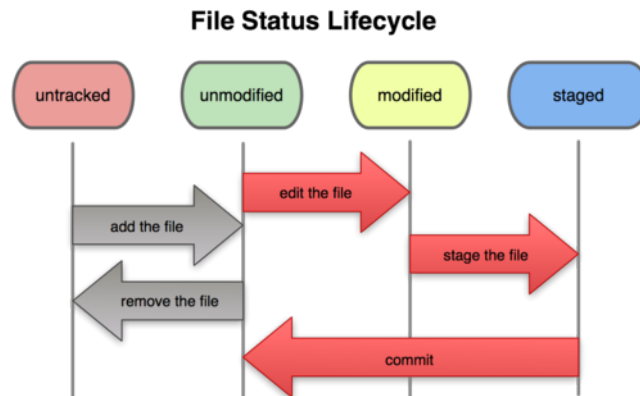 File Status Lifecycle
untracked
unmodified
modified
staged
edit the file
add the file
stage the file
remove the file
commit